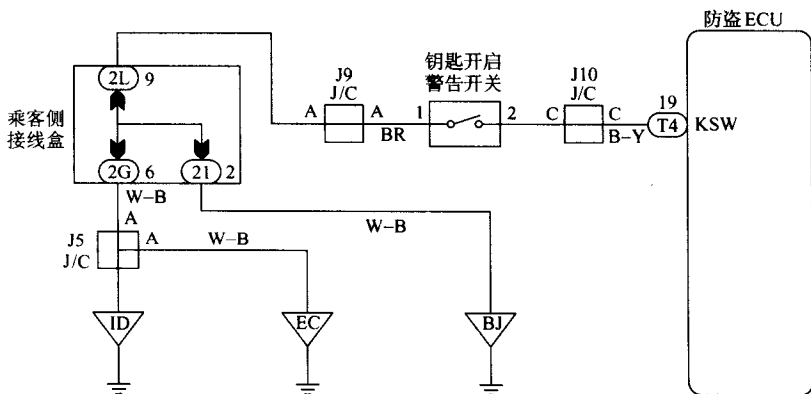 防盗ECU
2L 9
乘客侧
接线盒
2G 6
21 2
W-B
J9
J/C
A A
BR
钥匙开启
警告开关
1 2
J10
J/C
C C
B-Y
19
T4
KSW
A
J5
J/C
A
W-B
W-B
ID
EC
BJ